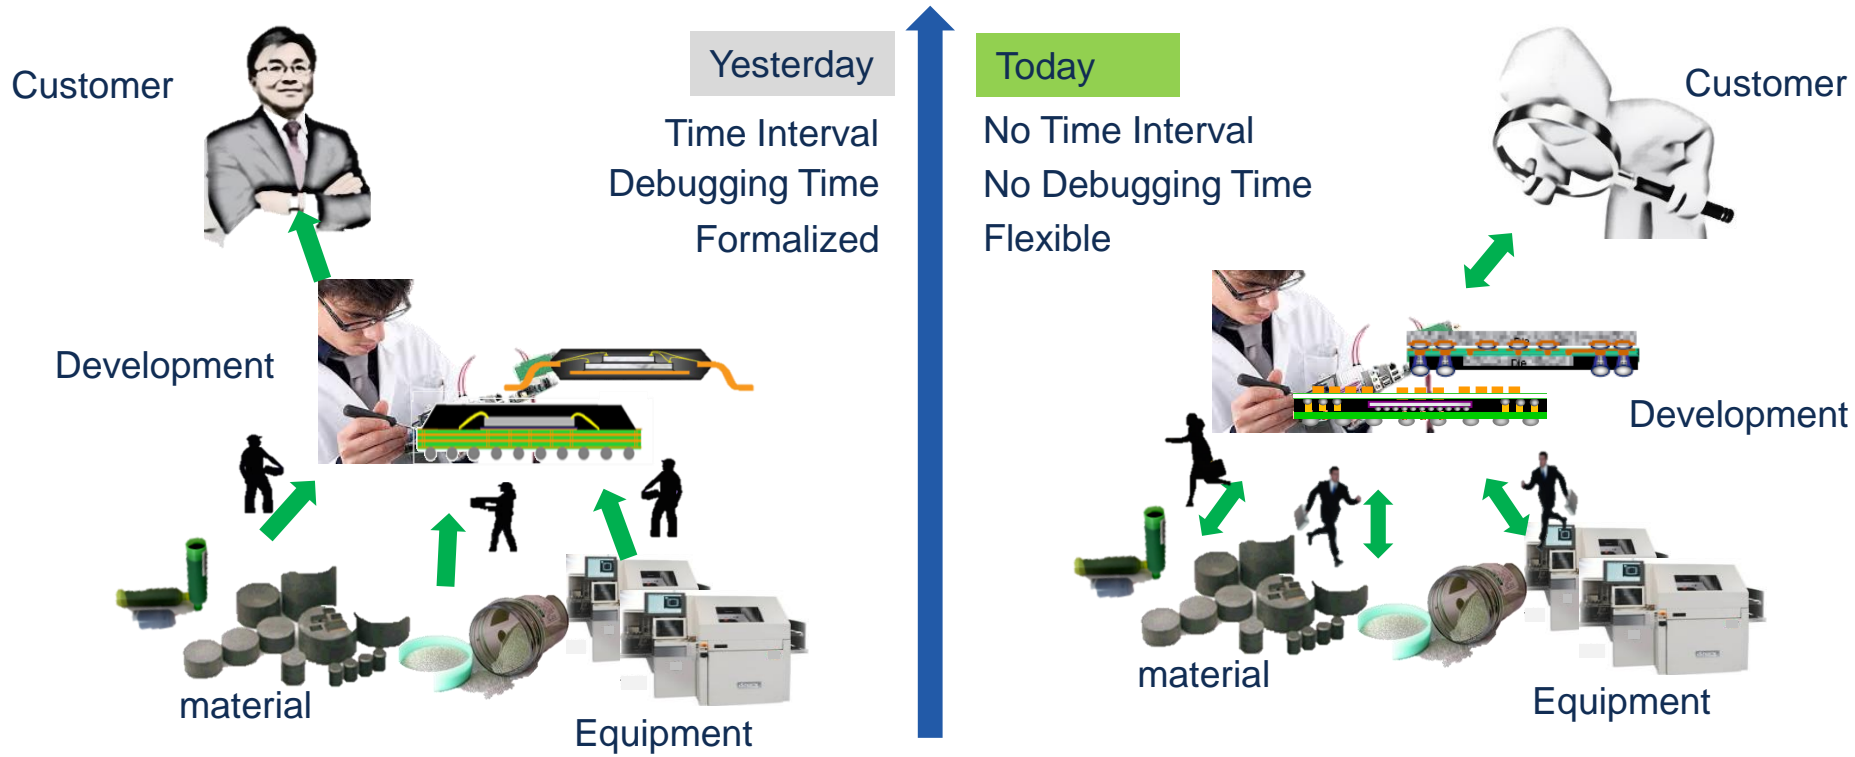 Customer
Yesterday
Time Interval
Debugging Time
Formalized
Development
material
Equipment
Today
No Time Interval
No Debugging Time
Flexible
Customer
Die
Development
material
Equipment